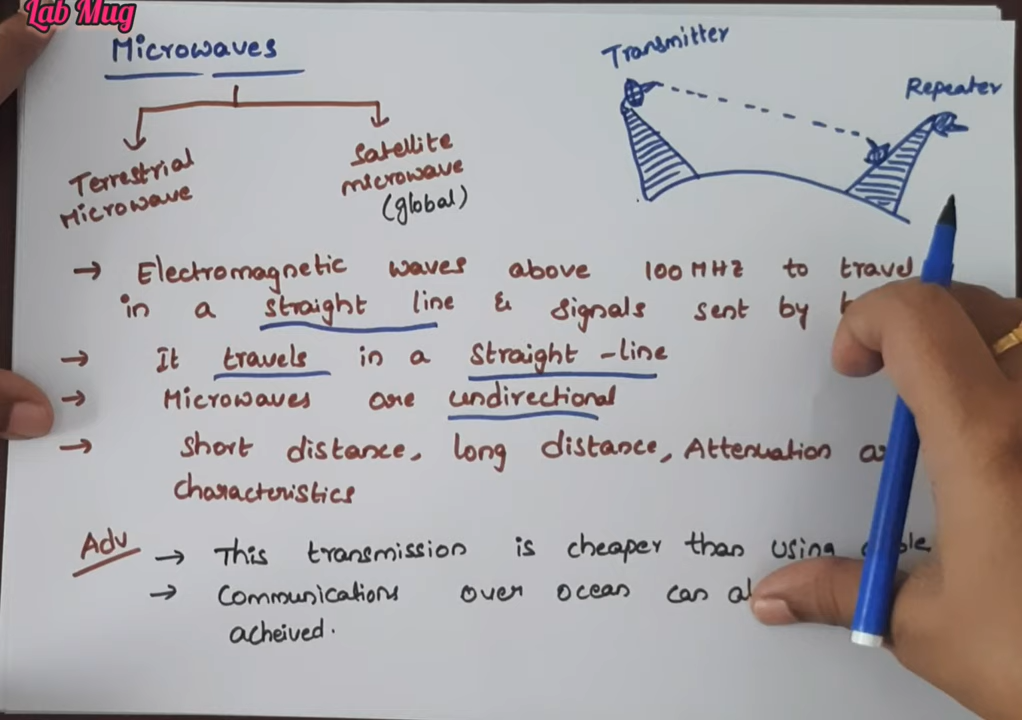 Lab Mug
Microwaves
Transmitter
Repeater
Terrestrial
Microwave
Satellite
microwave
(global)
→ Electromagnetic waves above 100 MHz to travel
in a straight line & signals sent by
→ It travels in a straight-line
→ Microwaves are undirectional
→ short distance, long distance, Attenuation
characteristics
Adv → This transmission is cheaper than using
→ Communications over ocean can
acheived.